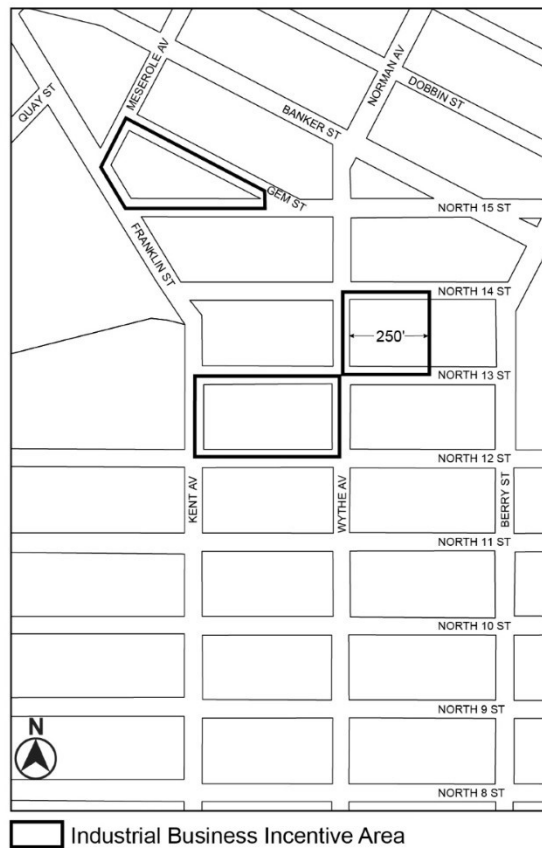 QUAY ST
MESEROLE AV
NORMAN AV
DOBBIN ST
BANKER ST
GEM ST
NORTH 15 ST
FRANKLIN ST
NORTH 14 ST
250'
NORTH 13 ST
NORTH 12 ST
KENT AV
WYTHE AV
BERRY ST
NORTH 11 ST
NORTH 10 ST
NORTH 9 ST
N
NORTH 8 ST
Industrial Business Incentive Area